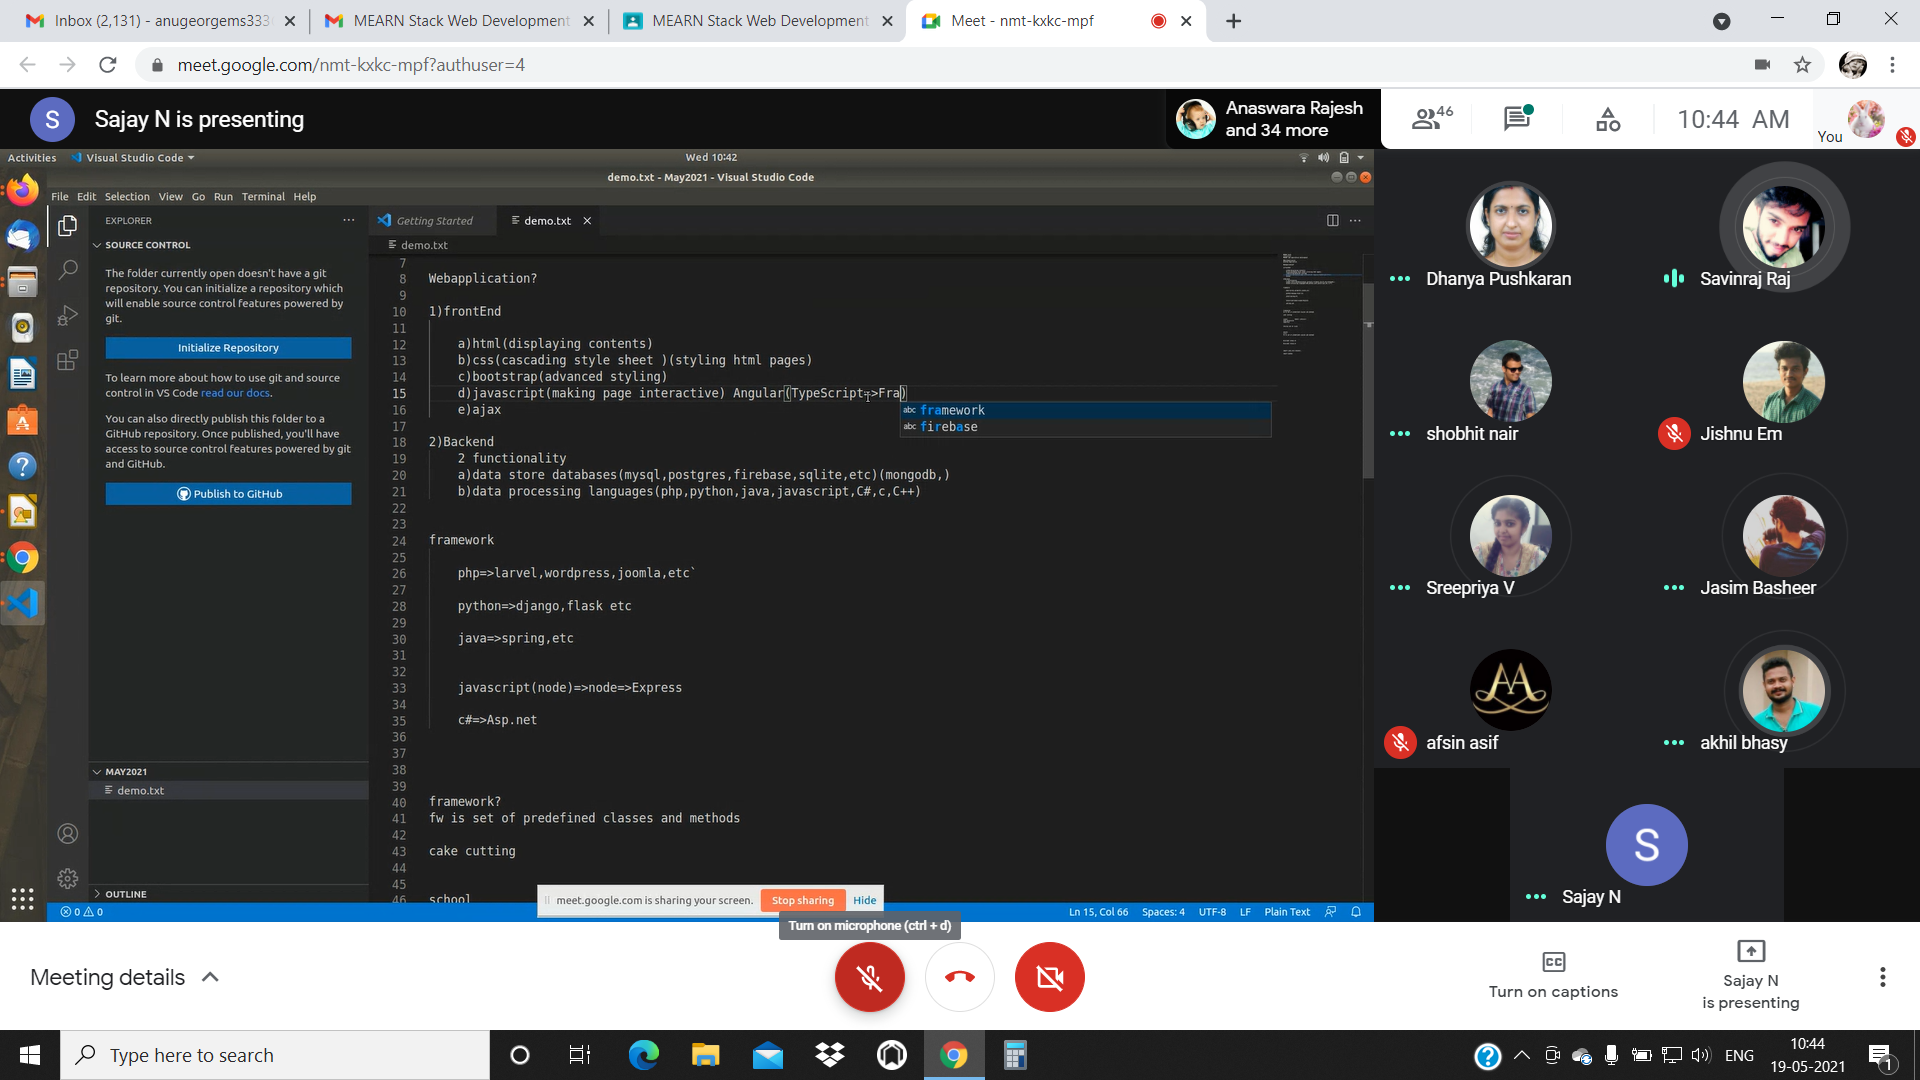 Inbox (2,131) - anugeorgems333
MEARN Stack Web Development
MEARN Stack Web Development
Meet - nmt-kxkc-mpf
meet.google.com/nmt-kxkc-mpf?authuser=4
S
Sajay N is presenting
Anaswara Rajesh
and 34 more
46
10:44 AM
You
Activities
Visual Studio Code
Wed 10:42
demo.txt - May2021 - Visual Studio Code
File Edit Selection View Go Run Terminal Help
EXPLORER
Getting Started
demo.txt
SOURCE CONTROL
demo.txt
The folder currently open doesn't have a git
repository. You can initialize a repository which
will enable source control features powered by
git.
Initialize Repository
To learn more about how to use git and source
control in VS Code read our docs.
You can also directly publish this folder to a
GitHub repository. Once published, you'll have
access to source control features powered by git
and GitHub.
Publish to GitHub
MAY2021
demo.txt
OUTLINE
7
8 Webapplication?
9
10 1)frontEnd
11
12 a)html(displaying contents)
13 b)css(cascading style sheet )(styling html pages)
14 c)bootstrap(advanced styling)
15 d)javascript(making page interactive) Angular(TypeScript=>Fra)
16 e)ajax
abc framework
abc firebase
17
18 2)Backend
19 2 functionality
20 a)data store databases(mysql,postgres,firebase,sqlite,etc)(mongodb,)
21 b)data processing languages(php,python,java,javascript,C#,c,C++)
22
23
24 framework
25
26 php=>larvel,wordpress,joomla,etc`
27
28 python=>django,flask etc
29
30 java=>spring,etc
31
32
33 javascript(node)=>node=>Express
34
35 c#=>Asp.net
36
37
38
39
40 framework?
41 fw is set of predefined classes and methods
42
43 cake cutting
44
45
46 school
meet.google.com is sharing your screen.
Stop sharing
Hide
0 0
Ln 15, Col 66
Spaces: 4
UTF-8
LF
Plain Text
Turn on microphone (ctrl + d)
Dhanya Pushkaran
Savinraj Raj
shobhit nair
Jishnu Em
Sreepriya V
Jasim Basheer
AA
afsin asif
akhil bhasy
S
Sajay N
Meeting details
CC
Turn on captions
Sajay N
is presenting
Type here to search
ENG
10:44
19-05-2021
1